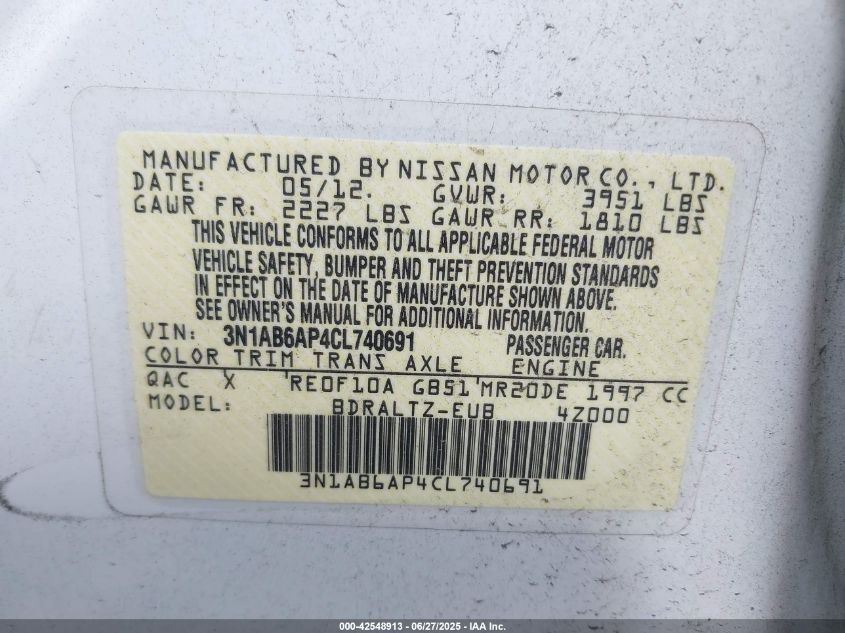 MANUFACTURED BY NISSAN MOTOR CO., LTD.
DATE: 05/12. GVWR: 3951 LBS
GAWR FR: 2227 LBS GAWR RR: 1810 LBS
THIS VEHICLE CONFORMS TO ALL APPLICABLE FEDERAL MOTOR
VEHICLE SAFETY, BUMPER AND THEFT PREVENTION STANDARDS
IN EFFECT ON THE DATE OF MANUFACTURE SHOWN ABOVE.
SEE OWNER'S MANUAL FOR ADDITIONAL INFORMATION.
VIN: 3N1AB6AP4CL740691 PASSENGER CAR.
COLOR TRIM TRANS AXLE ENGINE
QAC X 'RE0F10A GB51'MR20DE 1997 CC
MODEL: BDRALTZ-EUB 4Z000
3N1AB6AP4CL740691
000-42548913 | 06/27/2025 - IAA Inc.